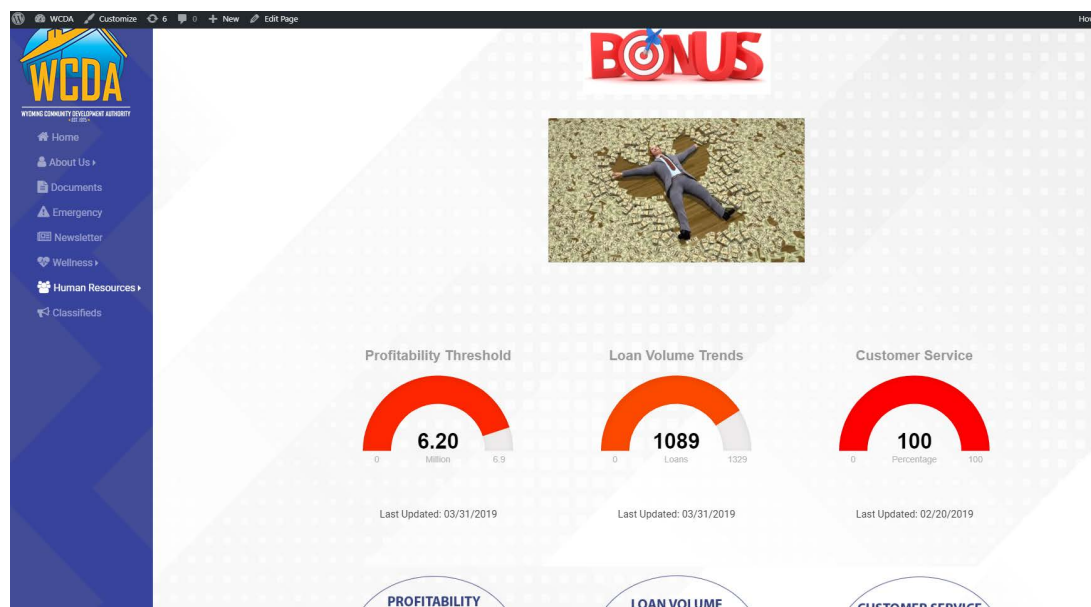 WCDA Customize 6 0 New Edit Page
BONUS
WCDA
WYOMING COMMUNITY DEVELOPMENT AUTHORITY
Home
About Us
Documents
Emergency
Newsletter
Wellness
Human Resources
Classifieds
Profitability Threshold Loan Volume Trends Customer Service
6.20 1089 100
0 Million 6.9 0 Loans 1329 0 Percentage 100
Last Updated: 03/31/2019 Last Updated: 03/31/2019 Last Updated: 02/20/2019
PROFITABILITY LOAN VOLUME CUSTOMER SERVICE